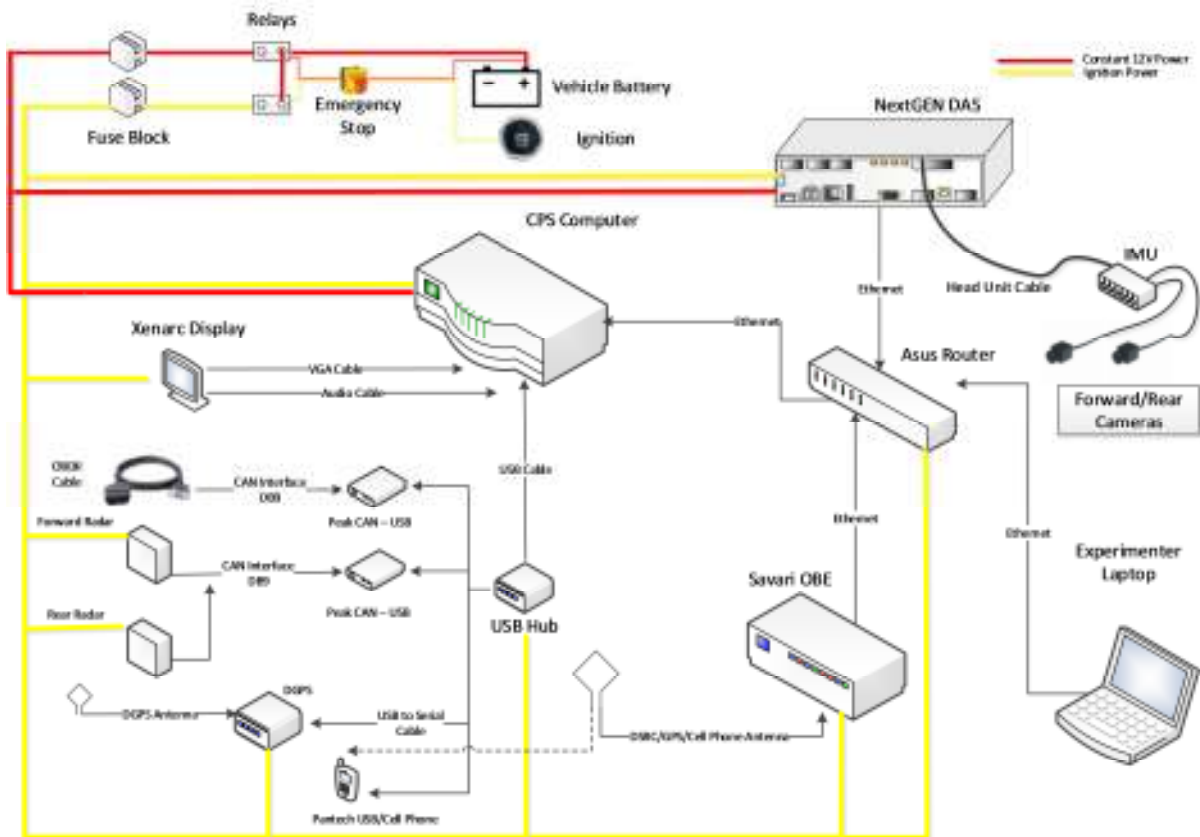 Relays
Constant 12V Power
Ignition Power
Vehicle Battery
Emergency
Stop
Fuse Block
Ignition
NextGEN DAS
CPS Computer
IMU
Ethernet
Head Unit Cable
Xenarc Display
Ethernet
Asus Router
VGA Cable
Audio Cable
Forward/Rear
Cameras
Cable
CAN Interface
DB9
USB Cable
Peak CAN – USB
Forward Radar
Ethernet
Ethernet
CAN Interface
DB9
Experimenter
Laptop
Savari OBE
Rear Radar
Peak CAN – USB
USB Hub
DGPS
DGPS Antenna
USB to Serial
Cable
DSRC/GPS/Cell Phone Antenna
Pantech USB/Cell Phone